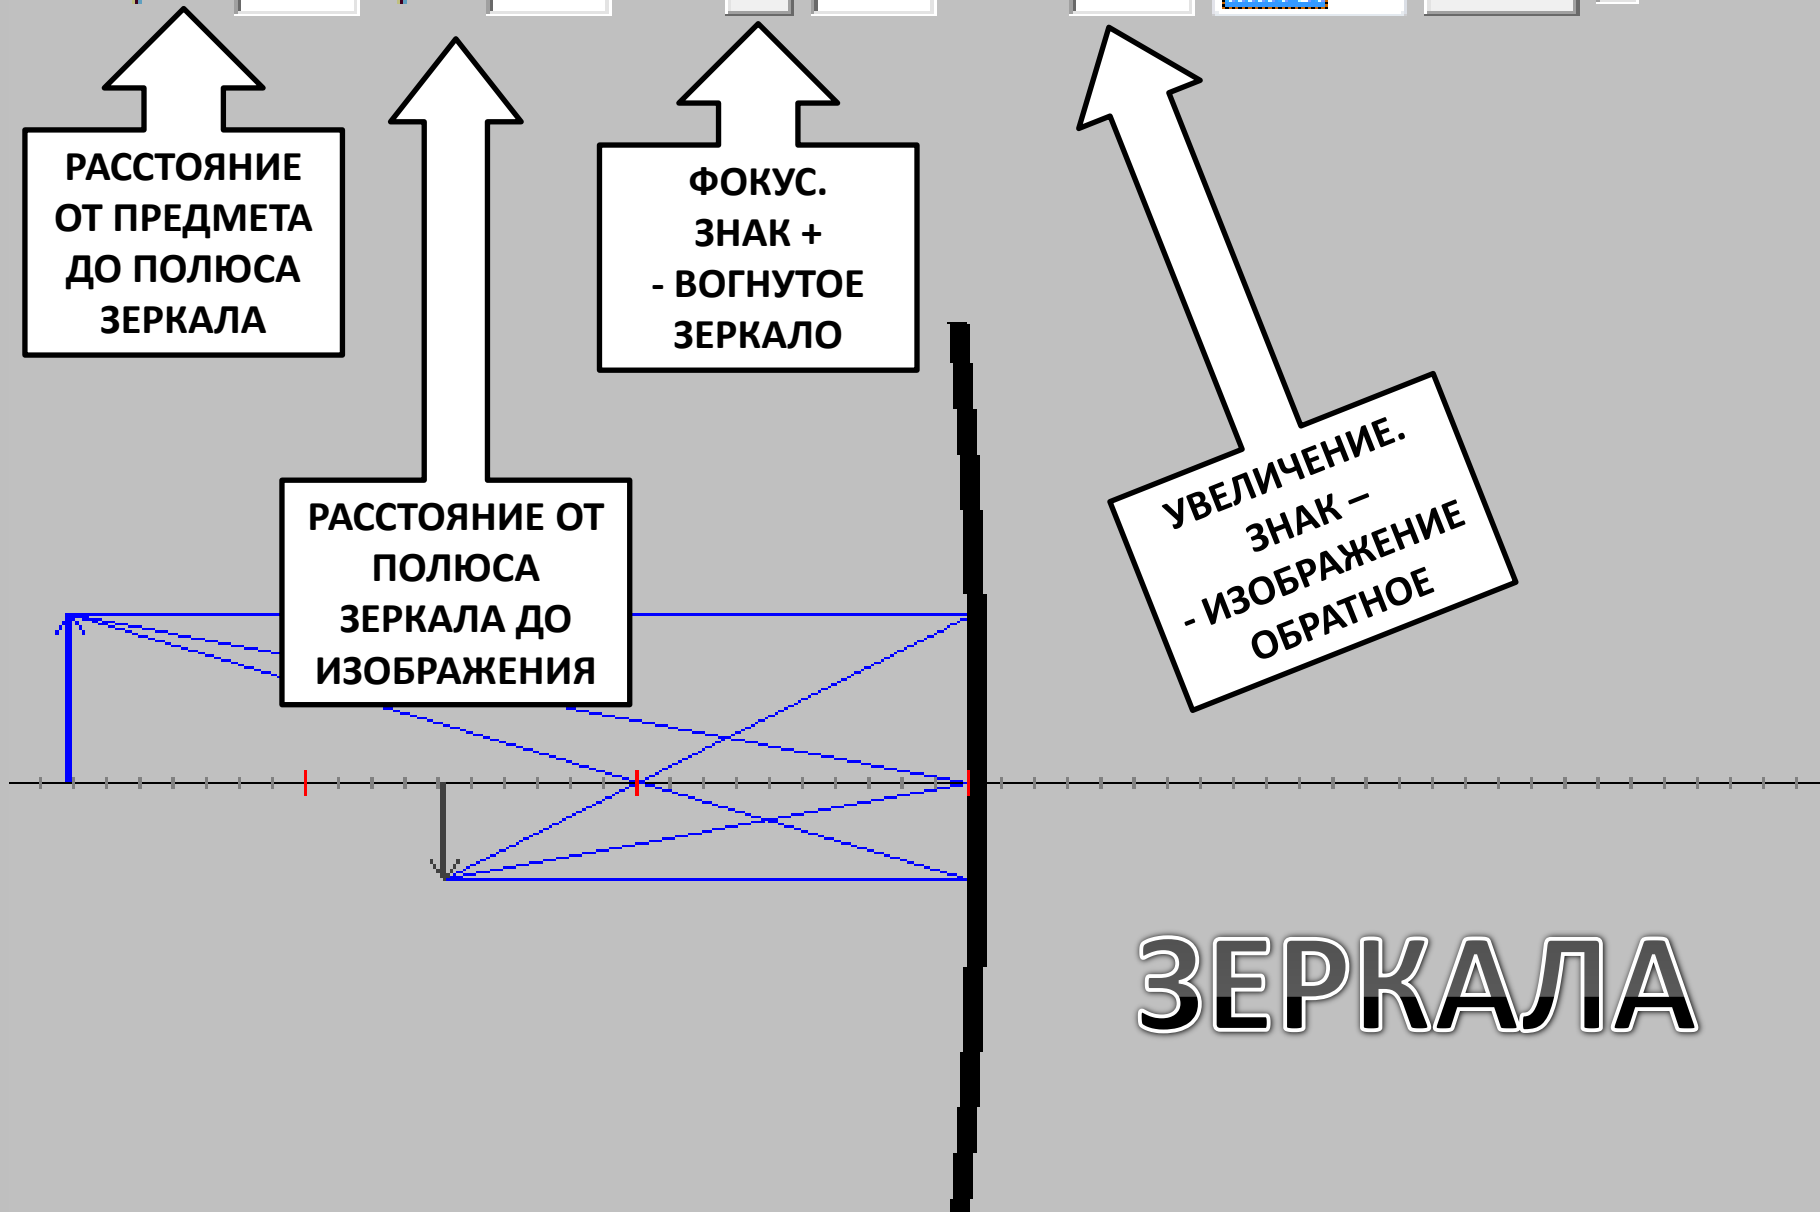 РАССТОЯНИЕ
ОТ ПРЕДМЕТА
ДО ПОЛЮСА
ЗЕРКАЛА
ФОКУС.
ЗНАК +
- ВОГНУТОЕ
ЗЕРКАЛО
РАССТОЯНИЕ ОТ
ПОЛЮСА
ЗЕРКАЛА ДО
ИЗОБРАЖЕНИЯ
УВЕЛИЧЕНИЕ.
ЗНАК –
- ИЗОБРАЖЕНИЕ
ОБРАТНОЕ
ЗЕРКАЛА